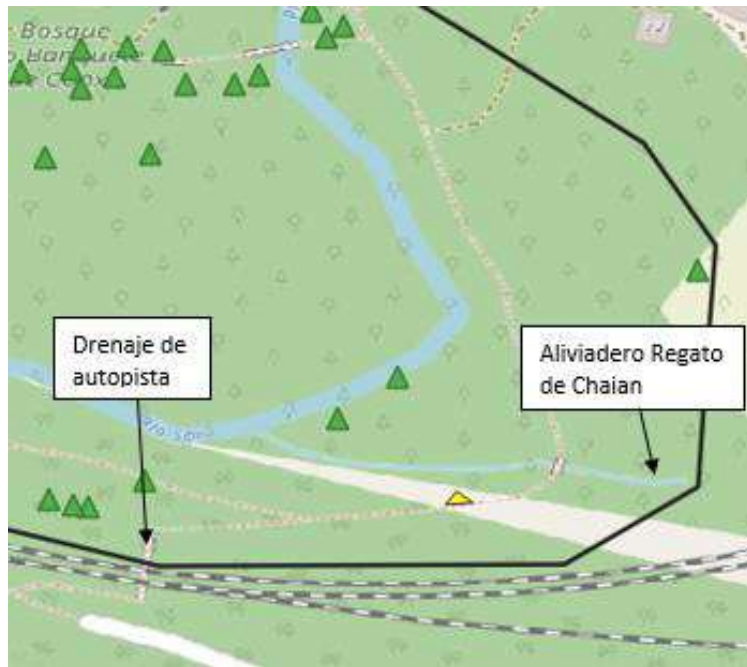 Bosque
Drenaje de
autopista
Aliviadero Regato
de Chaian